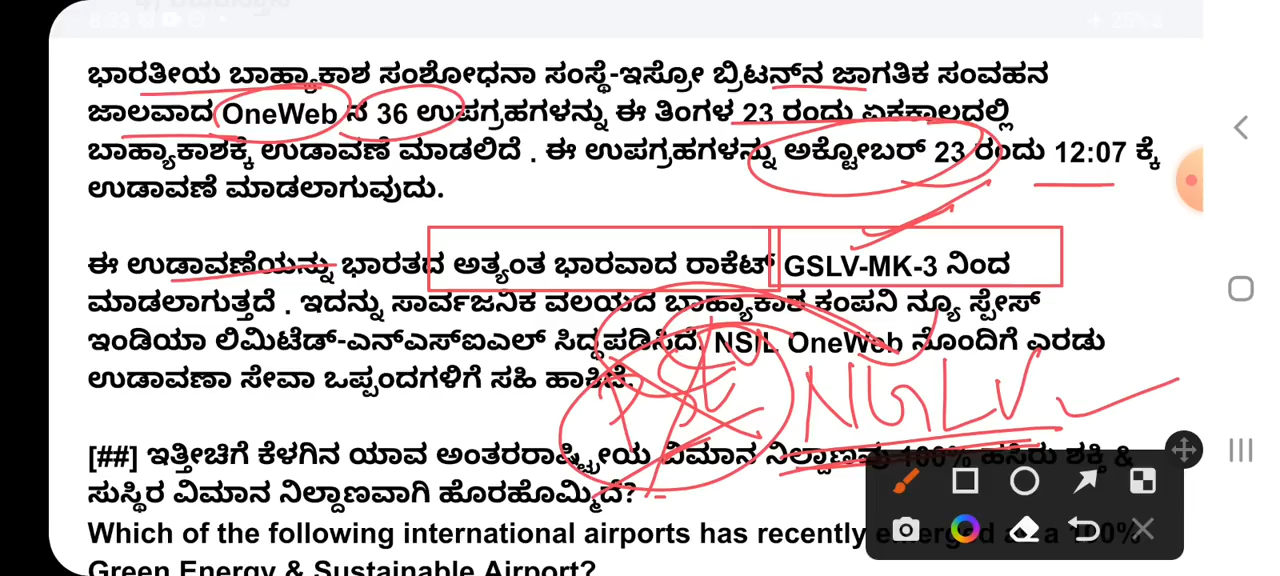 ಭಾರತೀಯ ಬಾಹ್ಯಾಕಾಶ ಸಂಶೋಧನಾ ಸಂಸ್ಥೆ-ಇಸ್ರೋ ಬ್ರಿಟನ್‌ನ ಜಾಗತಿಕ ಸಂವಹನ
ಜಾಲವಾದ OneWeb ನ 36 ಉಪಗ್ರಹಗಳನ್ನು ಈ ತಿಂಗಳ 23 ರಂದು ಏಕಕಾಲದಲ್ಲಿ
ಬಾಹ್ಯಾಕಾಶಕ್ಕೆ ಉಡಾವಣೆ ಮಾಡಲಿದೆ . ಈ ಉಪಗ್ರಹಗಳನ್ನು ಅಕ್ಟೋಬರ್ 23 ರಂದು 12:07 ಕ್ಕೆ
ಉಡಾವಣೆ ಮಾಡಲಾಗುವುದು.
ಈ ಉಡಾವಣೆಯನ್ನು ಭಾರತದ ಅತ್ಯಂತ ಭಾರವಾದ ರಾಕೆಟ್ GSLV-MK-3 ನಿಂದ
ಮಾಡಲಾಗುತ್ತದೆ . ಇದನ್ನು ಸಾರ್ವಜನಿಕ ವಲಯದ ಬಾಹ್ಯಾಕಾಶ ಕಂಪನಿ ನ್ಯೂ ಸ್ಪೇಸ್
ಇಂಡಿಯಾ ಲಿಮಿಟೆಡ್-ಎನ್ಎಸ್ಐಎಲ್ ಸಿದ್ಧಪಡಿಸಿದೆ. NSIL OneWeb ನೊಂದಿಗೆ ಎರಡು
ಉಡಾವಣಾ ಸೇವಾ ಒಪ್ಪಂದಗಳಿಗೆ ಸಹಿ ಹಾಕಿದೆ.
NGLV
[##] ಇತ್ತೀಚಿಗೆ ಕೆಳಗಿನ ಯಾವ ಅಂತರರಾಷ್ಟ್ರೀಯ ವಿಮಾನ ನಿಲ್ದಾಣವು 100% ಹಸಿರು ಶಕ್ತಿ &
ಸುಸ್ಥಿರ ವಿಮಾನ ನಿಲ್ದಾಣವಾಗಿ ಹೊರಹೊಮ್ಮಿದೆ?
Which of the following international airports has recently emerged as a 100%
Green Energy & Sustainable Airport?